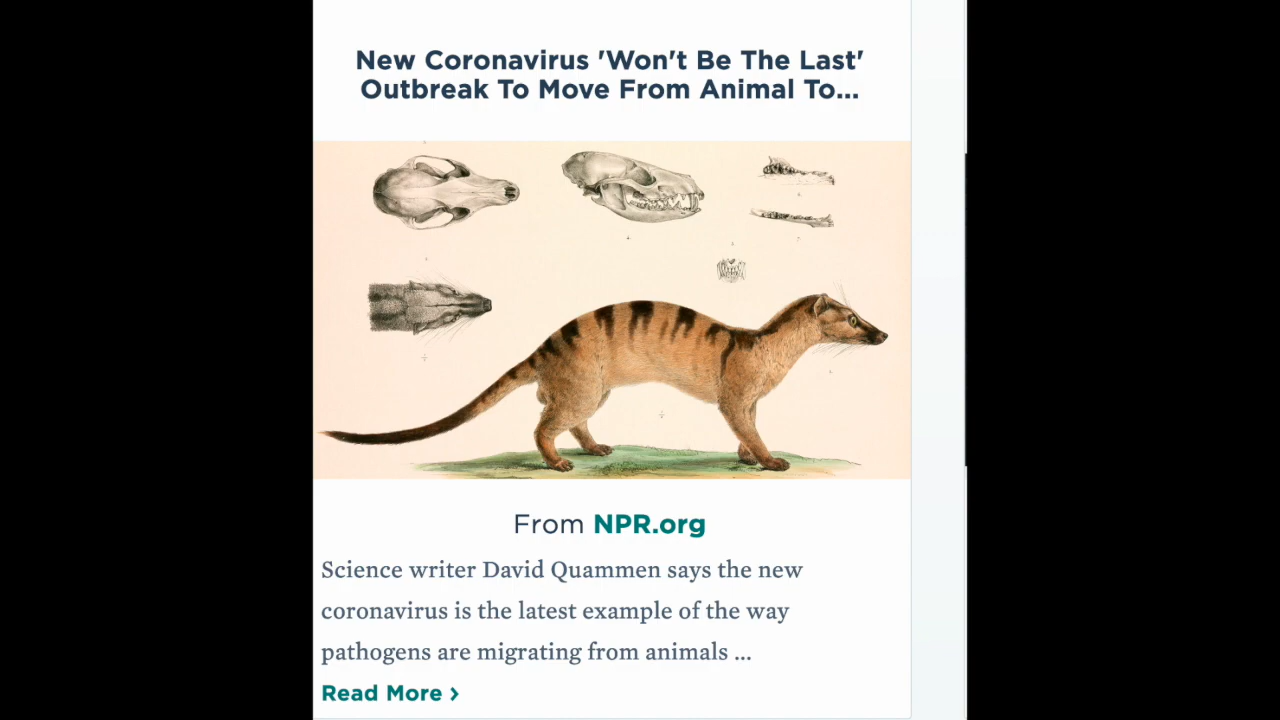 New Coronavirus 'Won't Be The Last'
Outbreak To Move From Animal To...
From NPR.org
Science writer David Quammen says the new
coronavirus is the latest example of the way
pathogens are migrating from animals ...
Read More ›